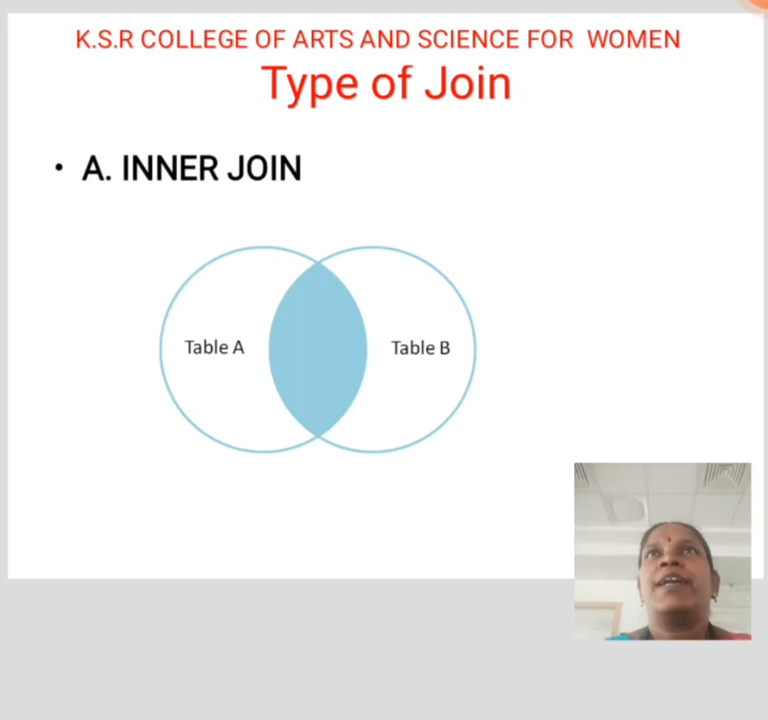 K.S.R COLLEGE OF ARTS AND SCIENCE FOR WOMEN
Type of Join
• A. INNER JOIN
Table A
Table B